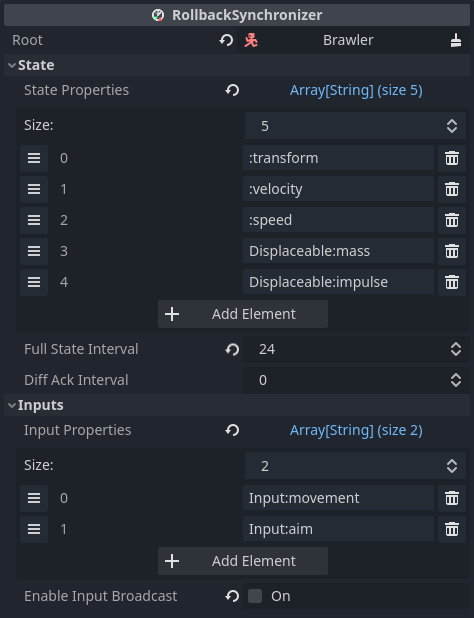 RollbackSynchronizer
Root Brawler
State
State Properties Array[String] (size 5)
Size: 5
0 :transform
1 :velocity
2 :speed
3 Displaceable:mass
4 Displaceable:impulse
Add Element
Full State Interval 24
Diff Ack Interval 0
Inputs
Input Properties Array[String] (size 2)
Size: 2
0 Input:movement
1 Input:aim
Add Element
Enable Input Broadcast On